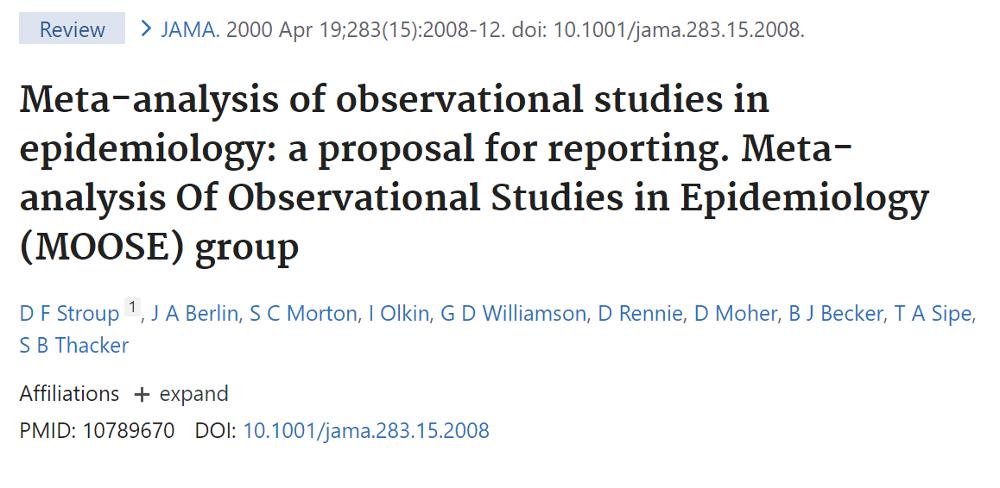 Review > JAMA. 2000 Apr 19;283(15):2008-12. doi: 10.1001/jama.283.15.2008.
Meta-analysis of observational studies in
epidemiology: a proposal for reporting. Meta-
analysis Of Observational Studies in Epidemiology
(MOOSE) group
D F Stroup 1, J A Berlin, S C Morton, I Olkin, G D Williamson, D Rennie, D Moher, B J Becker, T A Sipe,
S B Thacker
Affiliations + expand
PMID: 10789670 DOI: 10.1001/jama.283.15.2008